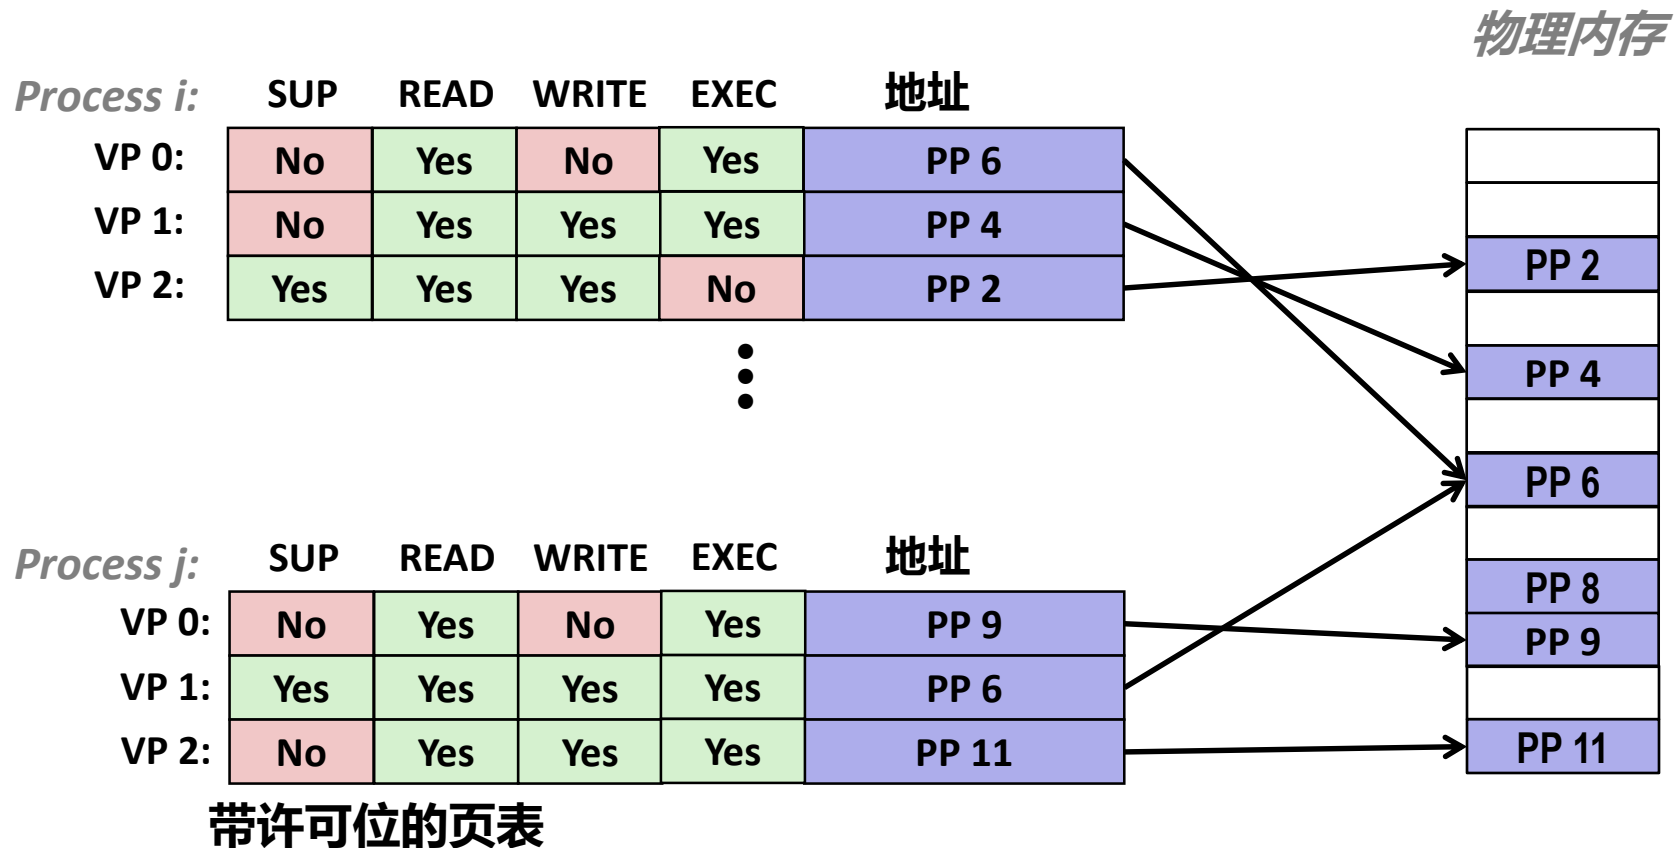 物理内存
Process i: SUP READ WRITE EXEC 地址
VP 0: No Yes No Yes PP 6
VP 1: No Yes Yes Yes PP 4
VP 2: Yes Yes Yes No PP 2
PP 2
PP 4
PP 6
Process j: SUP READ WRITE EXEC 地址
VP 0: No Yes No Yes PP 9
VP 1: Yes Yes Yes Yes PP 6
VP 2: No Yes Yes Yes PP 11
PP 8
PP 9
PP 11
带许可位的页表